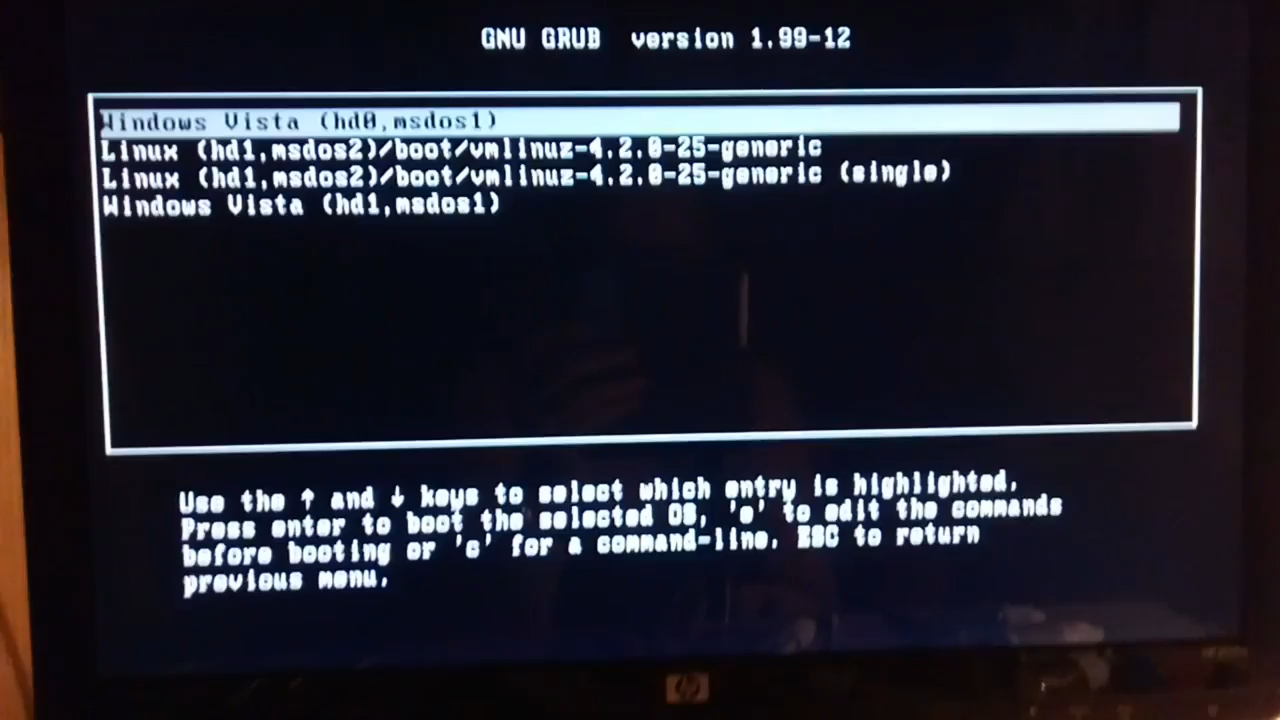 GNU GRUB version 1.99-12
Windows Vista (hd0,msdos1)
Linux (hd1,msdos2)/boot/vmlinuz-4.2.0-25-generic
Linux (hd1,msdos2)/boot/vmlinuz-4.2.0-25-generic (single)
Windows Vista (hd1,msdos1)
Use the ↑ and ↓ keys to select which entry is highlighted.
Press enter to boot the selected OS, 'e' to edit the commands
before booting or 'c' for a command-line. ESC to return
previous menu.
hp